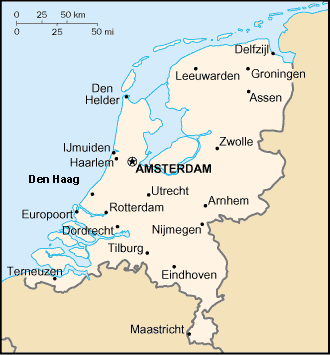 0 25 50 km
0 25 50 mi
Delfzijl
Leeuwarden
Groningen
Den
Helder
Assen
IJmuiden
Haarlem
Zwolle
AMSTERDAM
Den Haag
Utrecht
Europoort
Rotterdam
Arnhem
Dordrecht
Nijmegen
Tilburg
Terneuzen
Eindhoven
Maastricht